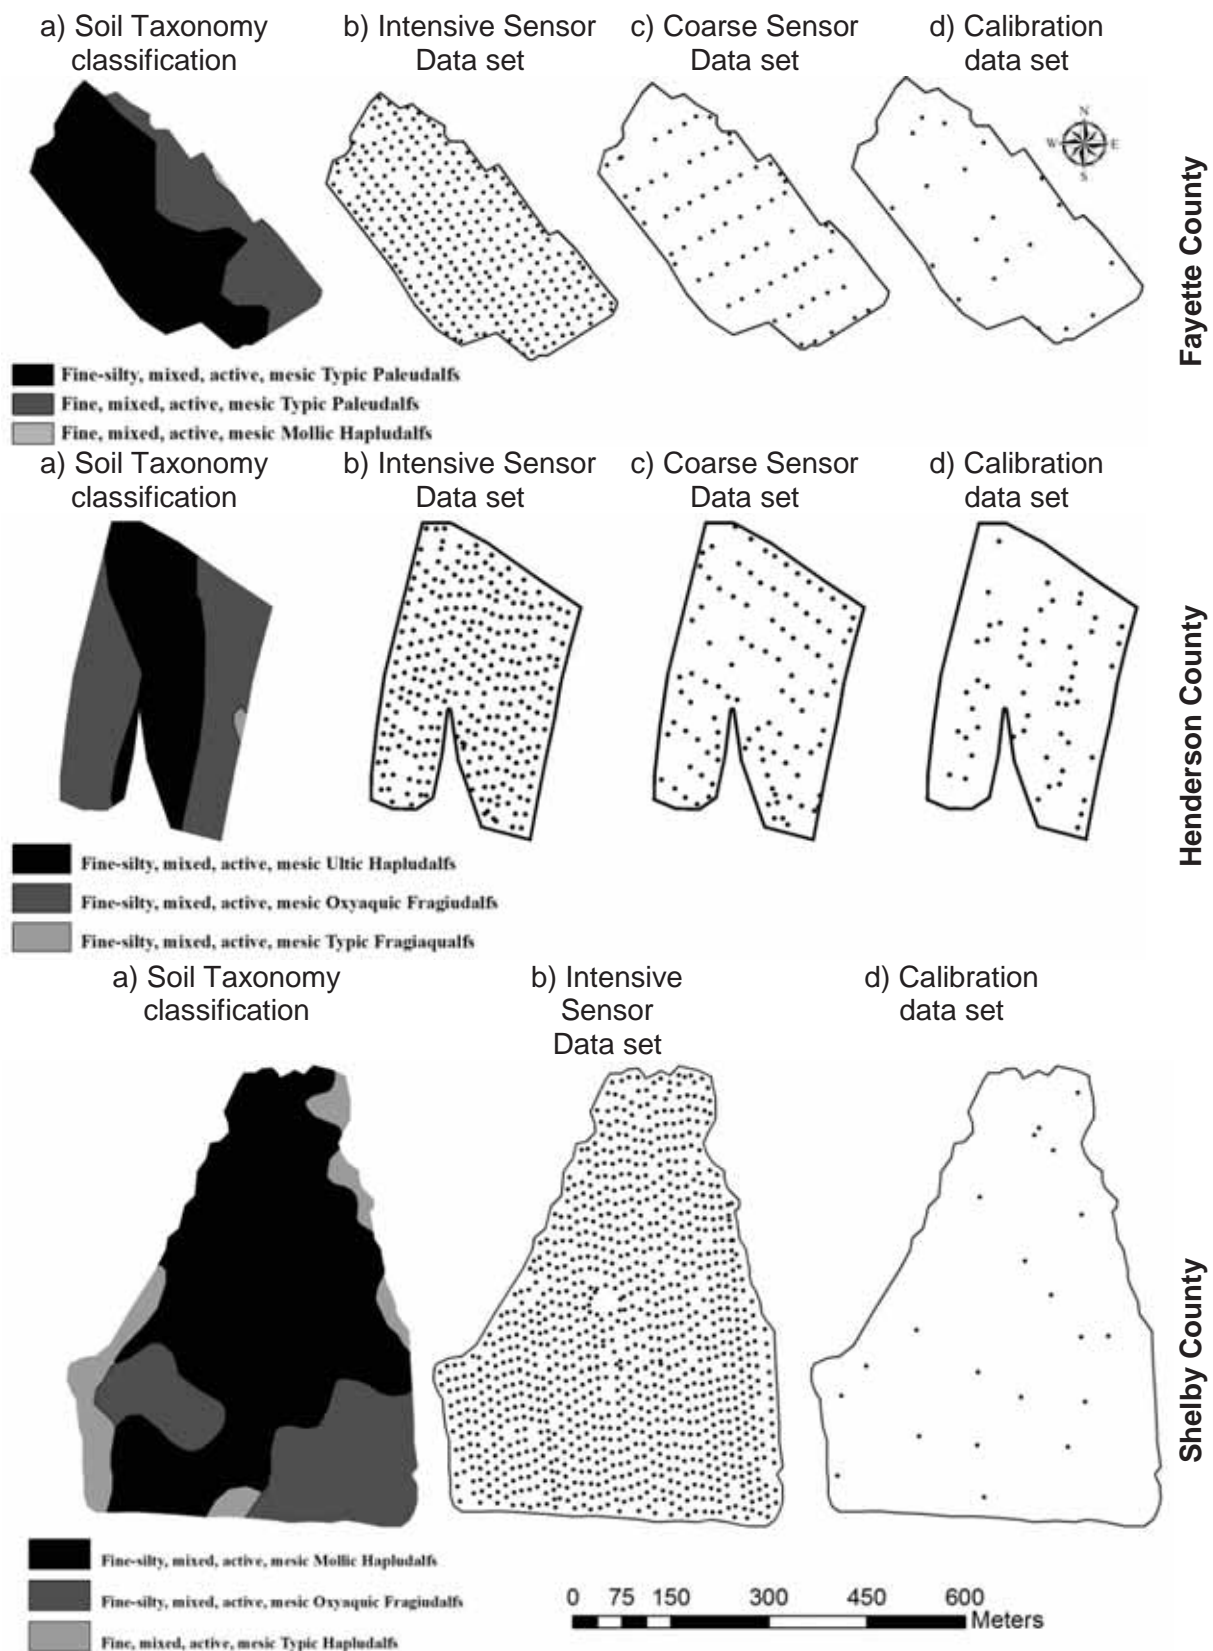 a) Soil Taxonomy
classification
b) Intensive Sensor
Data set
c) Coarse Sensor
Data set
d) Calibration
data set
N
W
E
S
Fayette County
Fine-silty, mixed, active, mesic Typic Paleudalfs
Fine, mixed, active, mesic Typic Paleudalfs
Fine, mixed, active, mesic Mollic Hapludalfs
a) Soil Taxonomy
classification
b) Intensive Sensor
Data set
c) Coarse Sensor
Data set
d) Calibration
data set
Henderson County
Fine-silty, mixed, active, mesic Ultic Hapludalfs
Fine-silty, mixed, active, mesic Oxyaquic Fragiudalfs
Fine-silty, mixed, active, mesic Typic Fragiaqualfs
a) Soil Taxonomy
classification
b) Intensive
Sensor
Data set
d) Calibration
data set
Shelby County
Fine-silty, mixed, active, mesic Mollic Hapludalfs
Fine-silty, mixed, active, mesic Oxyaquic Fragiudalfs
Fine, mixed, active, mesic Typic Hapludalfs
0 75 150 300 450 600
Meters